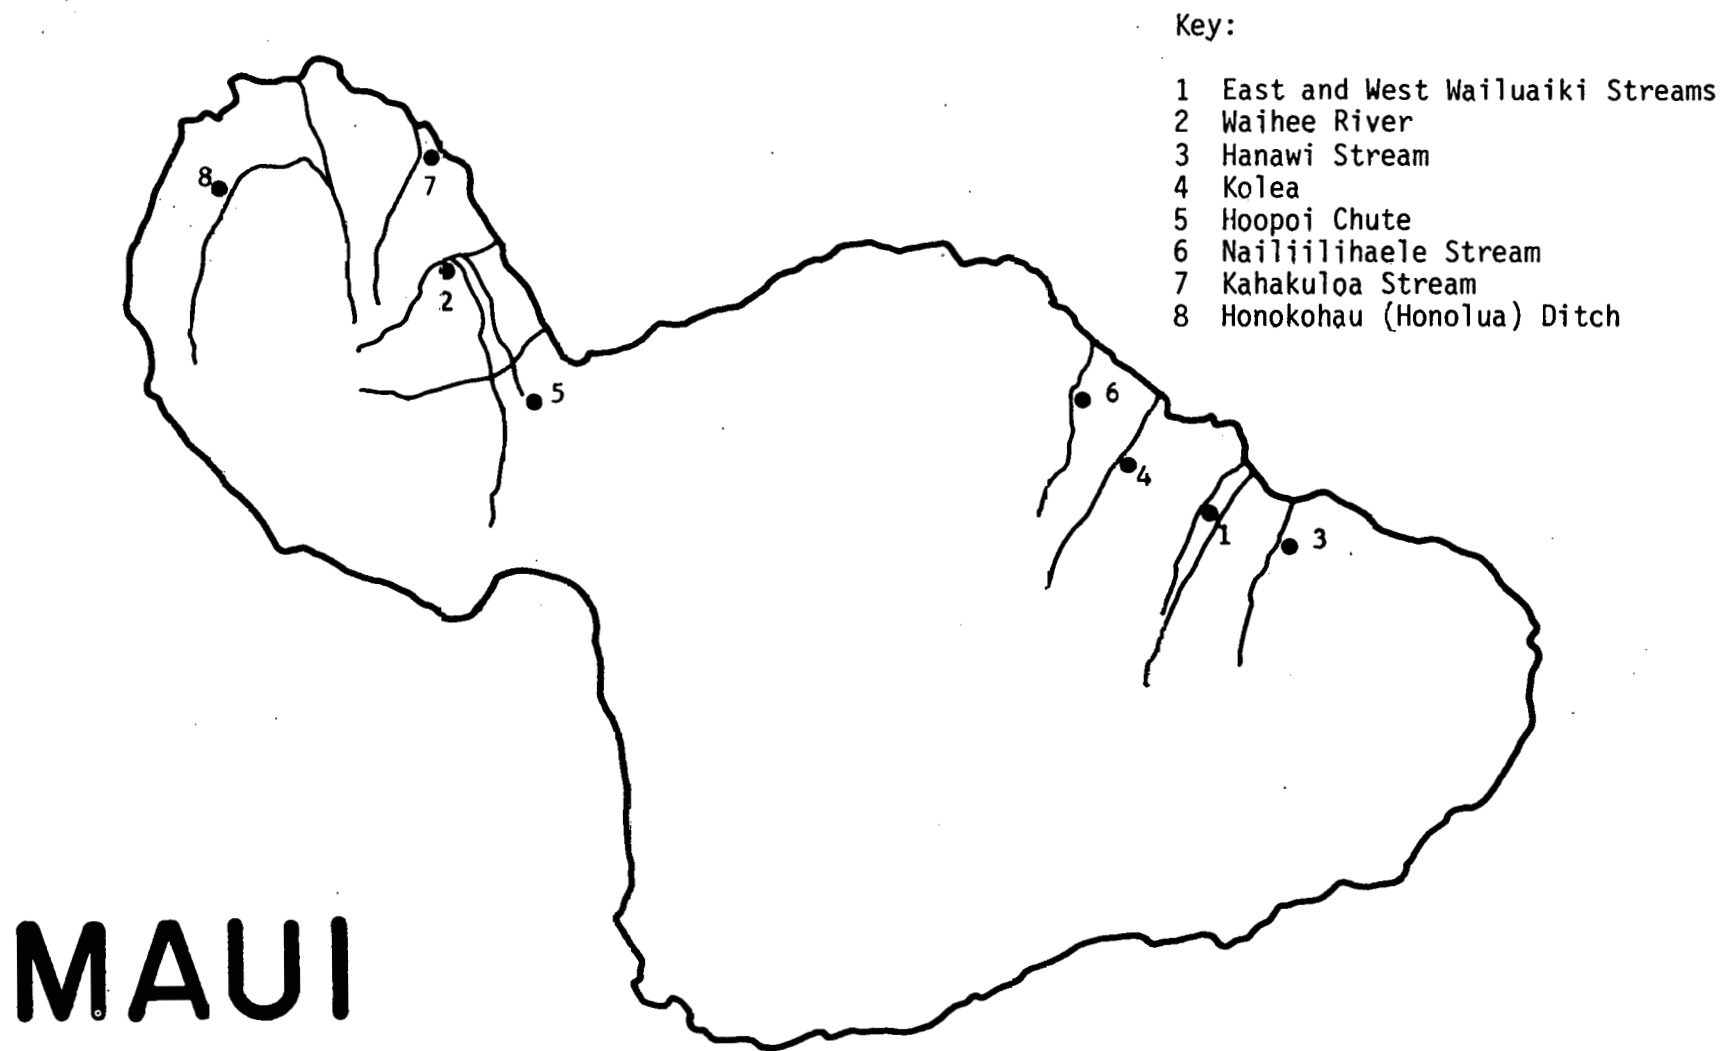 Key:
1 East and West Wailuaiki Streams
2 Waihee River
3 Hanawi Stream
4 Kolea
5 Hoopoi Chute
6 Nailiilihaele Stream
7 Kahakuloa Stream
8 Honokohau (Honolua) Ditch
8
7
2
5
6
4
1
3
MAUI